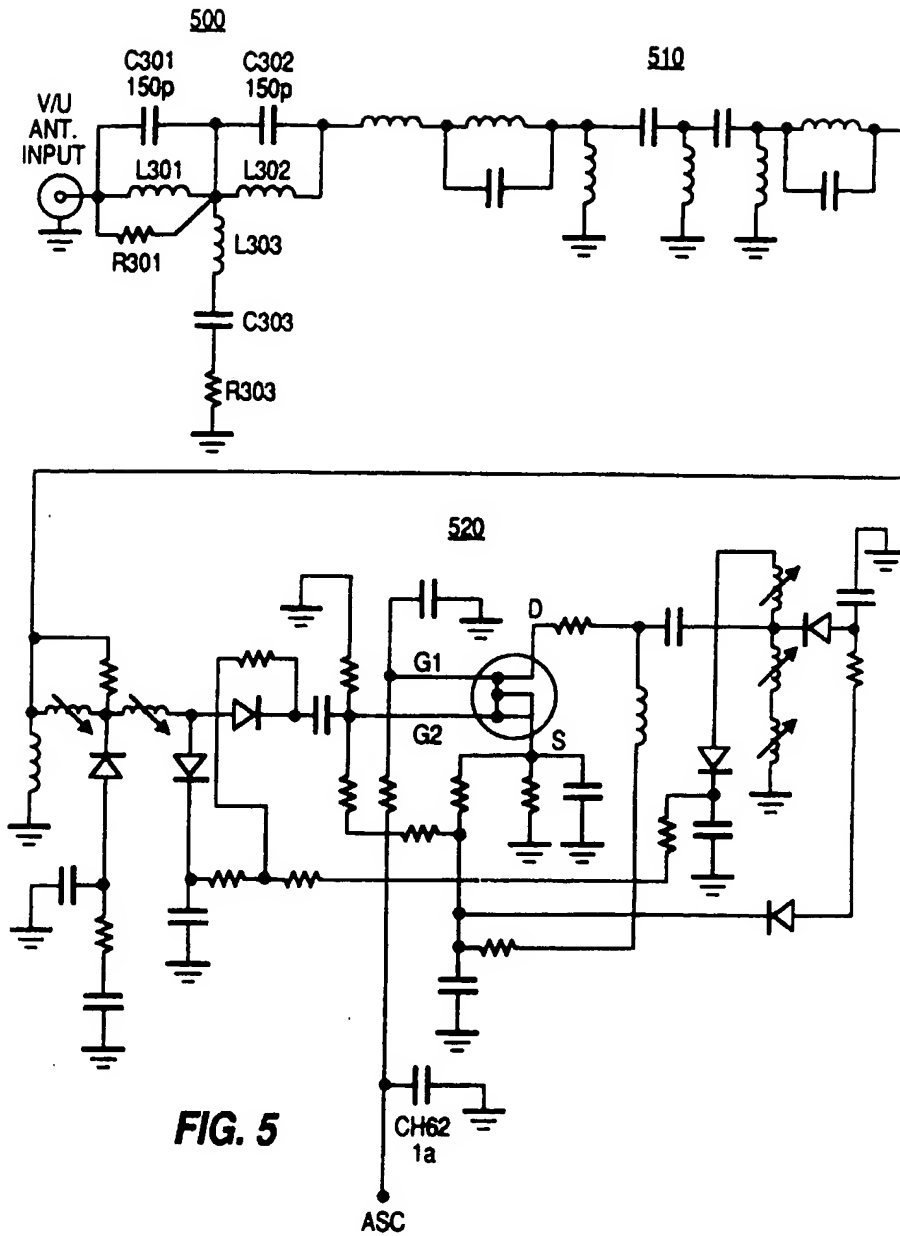 500
C301
150p
C302
150p
510
V/U
ANT.
INPUT
L301
L302
R301
L303
C303
R303
520
D
G1
G2
S
FIG. 5
CH62
1a
ASC